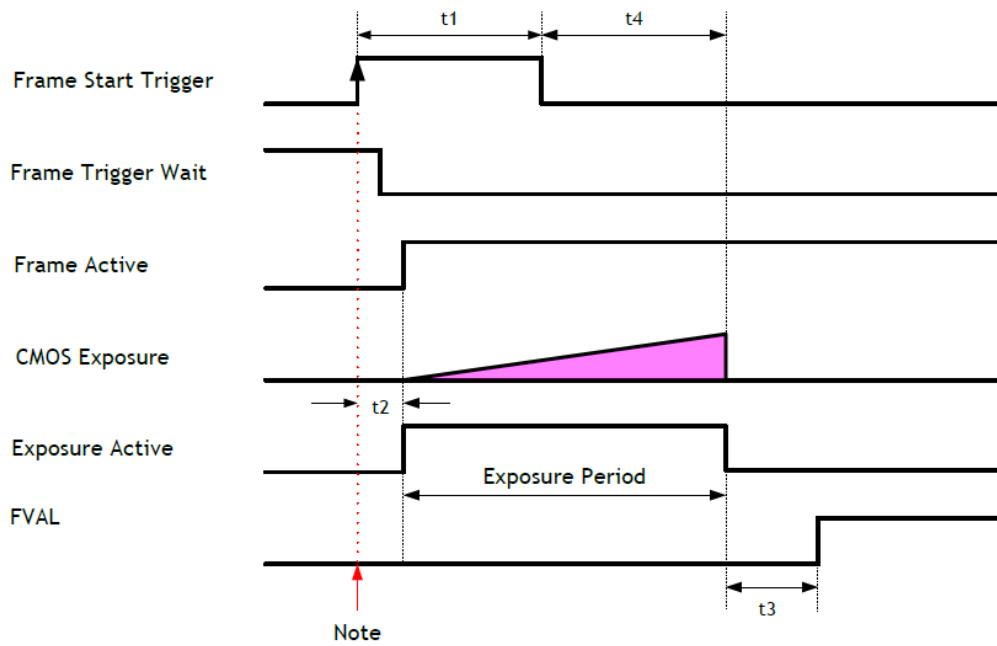 t1
t4
Frame Start Trigger
Frame Trigger Wait
Frame Active
CMOS Exposure
t2
Exposure Active
Exposure Period
FVAL
t3
Note